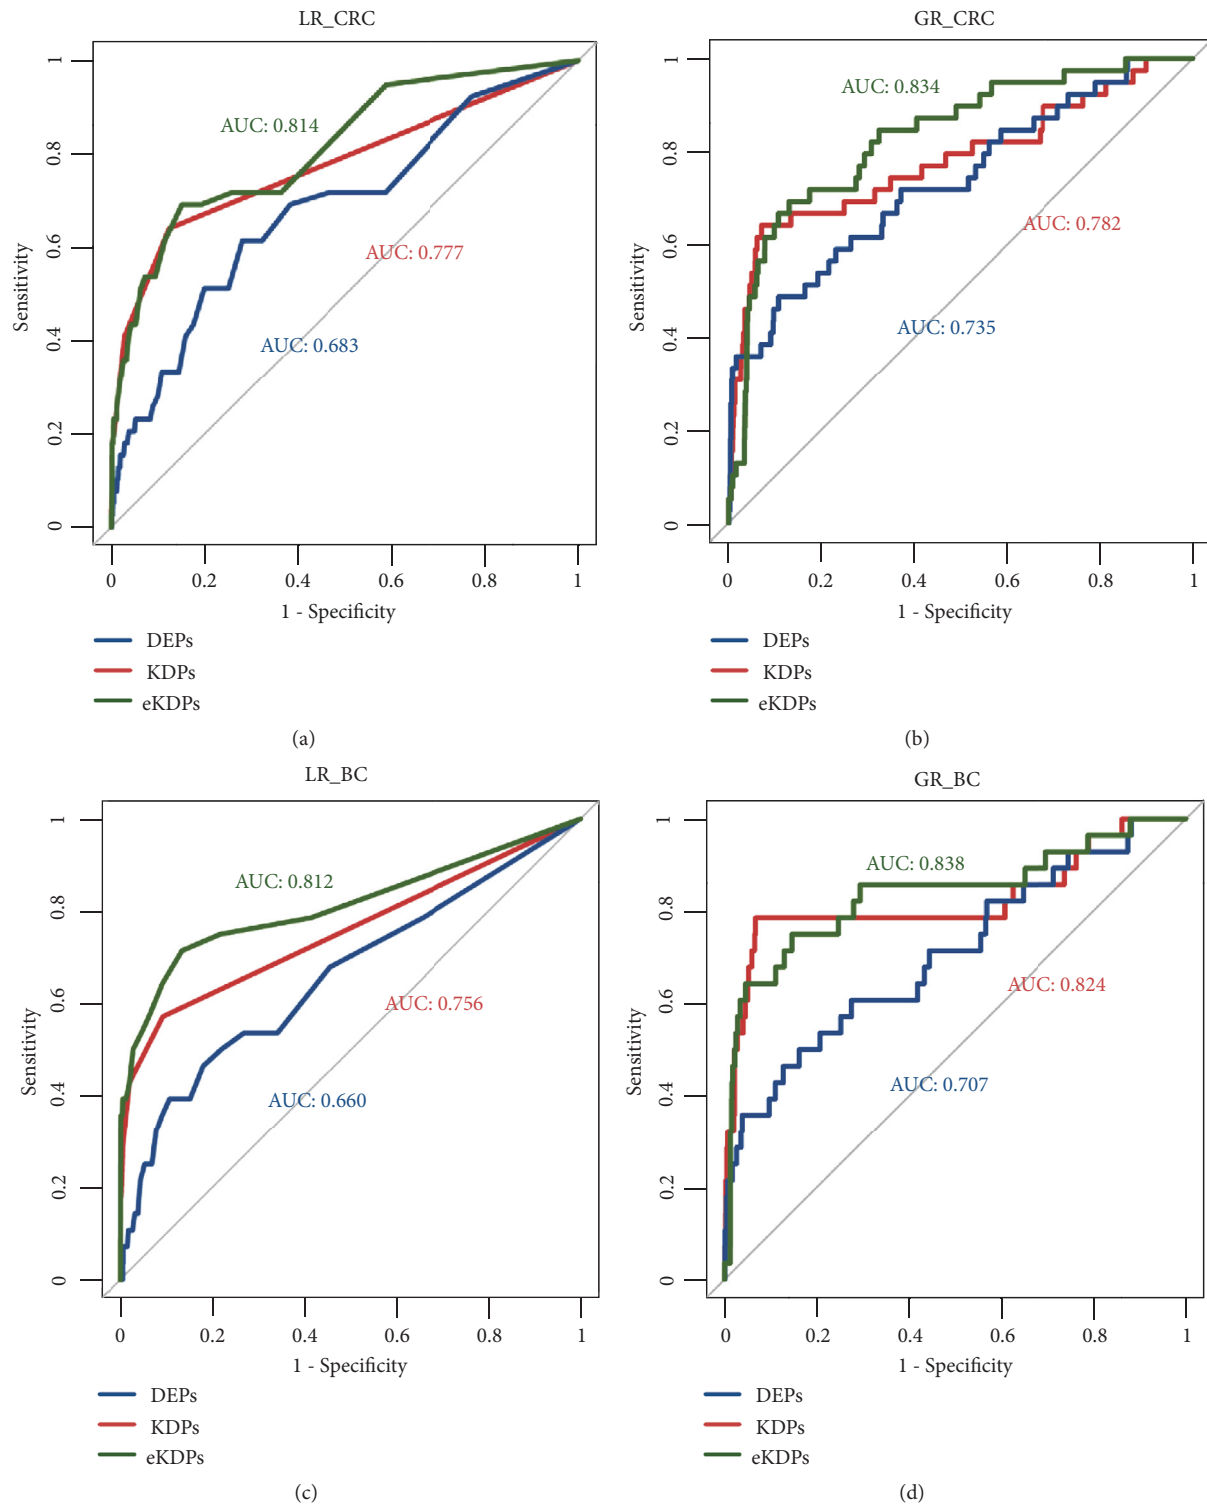 LR_CRC
1
0.8
0.6
0.4
0.2
0
Sensitivity
AUC: 0.814
AUC: 0.777
AUC: 0.683
0 0.2 0.4 0.6 0.8 1
1 - Specificity
DEPs
KDPs
eKDPs
(a)
GR_CRC
1
0.8
0.6
0.4
0.2
0
Sensitivity
AUC: 0.834
AUC: 0.782
AUC: 0.735
0 0.2 0.4 0.6 0.8 1
1 - Specificity
DEPs
KDPs
eKDPs
(b)
LR_BC
1
0.8
0.6
0.4
0.2
0
Sensitivity
AUC: 0.812
AUC: 0.756
AUC: 0.660
0 0.2 0.4 0.6 0.8 1
1 - Specificity
DEPs
KDPs
eKDPs
(c)
GR_BC
1
0.8
0.6
0.4
0.2
0
Sensitivity
AUC: 0.838
AUC: 0.824
AUC: 0.707
0 0.2 0.4 0.6 0.8 1
1 - Specificity
DEPs
KDPs
eKDPs
(d)